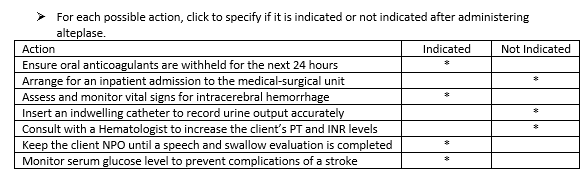 ➢ For each possible action, click to specify if it is indicated or not indicated after administering
alteplase.
Action Indicated Not Indicated
Ensure oral anticoagulants are withheld for the next 24 hours *
Arrange for an inpatient admission to the medical-surgical unit *
Assess and monitor vital signs for intracerebral hemorrhage *
Insert an indwelling catheter to record urine output accurately *
Consult with a Hematologist to increase the client's PT and INR levels *
Keep the client NPO until a speech and swallow evaluation is completed *
Monitor serum glucose level to prevent complications of a stroke *